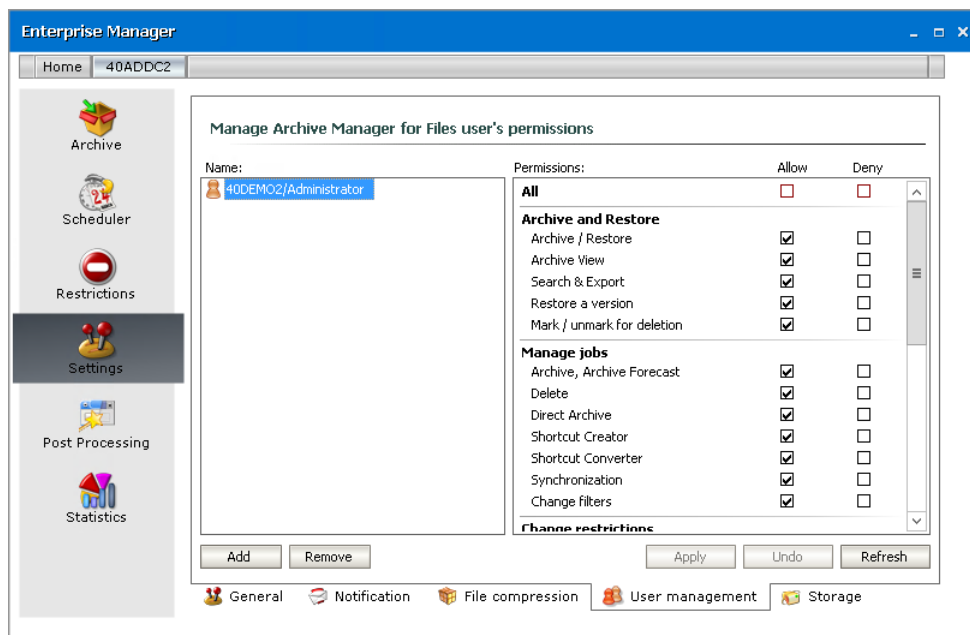 Enterprise Manager
Home 40ADDC2
Archive
Scheduler
Restrictions
Settings
Post Processing
Statistics
Manage Archive Manager for Files user's permissions
Name:
40DEMO2/Administrator
Permissions: Allow Deny
All
Archive and Restore
Archive / Restore
Archive View
Search & Export
Restore a version
Mark / unmark for deletion
Manage jobs
Archive, Archive Forecast
Delete
Direct Archive
Shortcut Creator
Shortcut Converter
Synchronization
Change filters
Change restrictions
Add Remove Apply Undo Refresh
General Notification File compression User management Storage